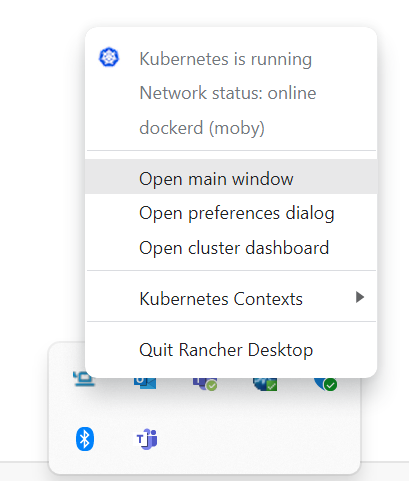 Kubernetes is running
Network status: online
dockerd (moby)
Open main window
Open preferences dialog
Open cluster dashboard
Kubernetes Contexts
Quit Rancher Desktop